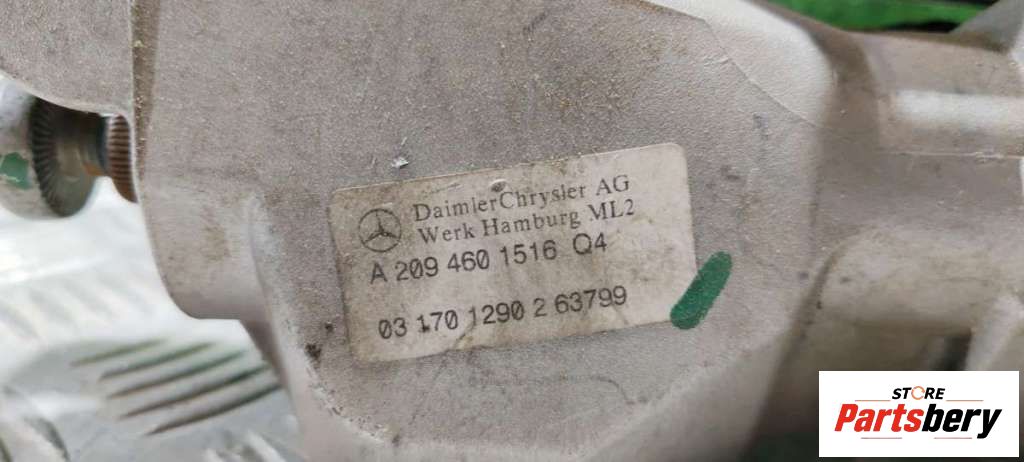 DaimlerChrysler AG
Werk Hamburg ML2
A 209 460 1516 Q4
03 170 1290 2 63799
STORE
Partsbery